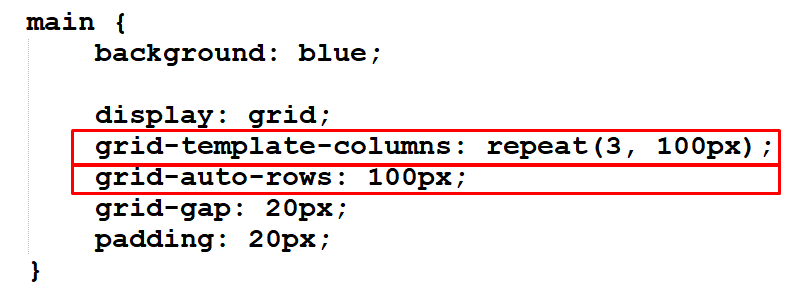 main {
background: blue;
display: grid;
grid-template-columns: repeat(3, 100px);
grid-auto-rows: 100px;
grid-gap: 20px;
padding: 20px;
}